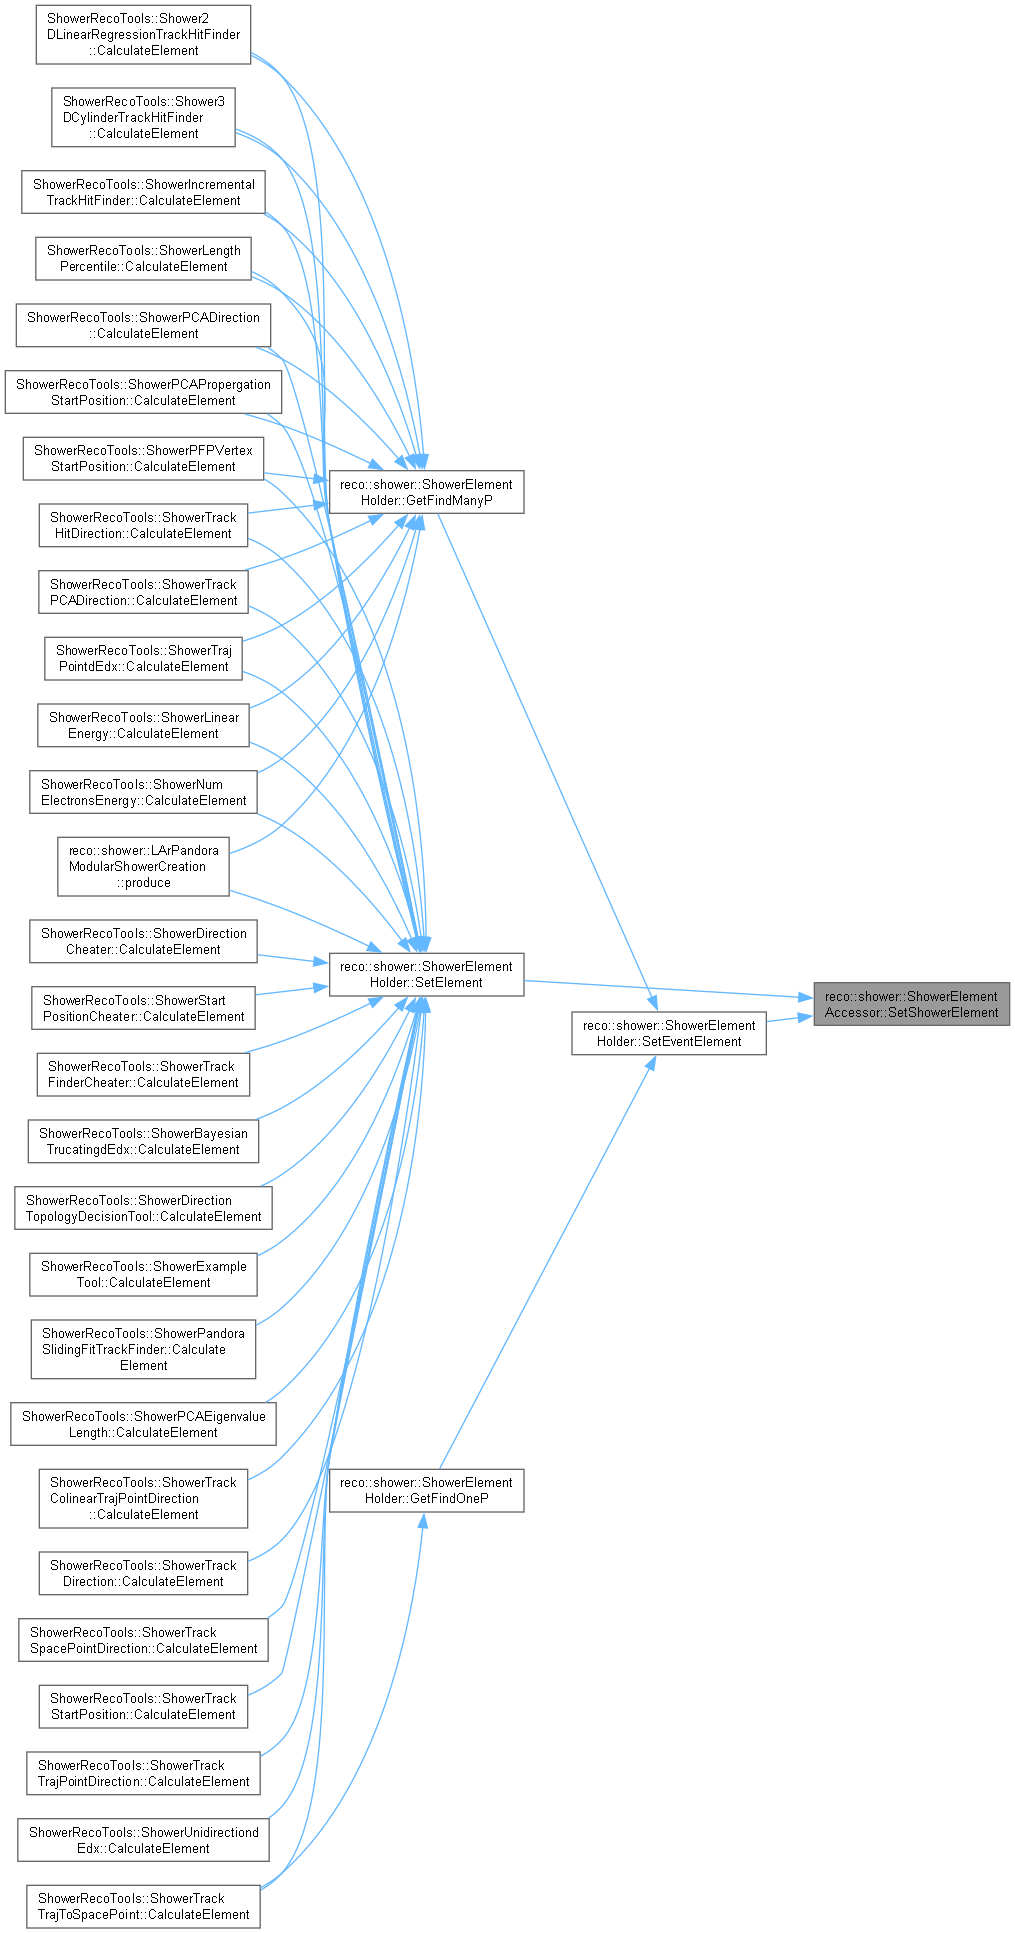 ShowerRecoTools::Shower2
DLinearRegressionTrackHitFinder
::CalculateElement
ShowerRecoTools::Shower3
DCylinderTrackHitFinder
::CalculateElement
ShowerRecoTools::ShowerIncremental
TrackHitFinder::CalculateElement
ShowerRecoTools::ShowerLength
Percentile::CalculateElement
ShowerRecoTools::ShowerPCADirection
::CalculateElement
ShowerRecoTools::ShowerPCAPropergation
StartPosition::CalculateElement
ShowerRecoTools::ShowerPFPVertex
StartPosition::CalculateElement
ShowerRecoTools::ShowerTrack
HitDirection::CalculateElement
ShowerRecoTools::ShowerTrack
PCADirection::CalculateElement
ShowerRecoTools::ShowerTraj
PointdEdx::CalculateElement
ShowerRecoTools::ShowerLinear
Energy::CalculateElement
ShowerRecoTools::ShowerNum
ElectronsEnergy::CalculateElement
reco::shower::LArPandora
ModularShowerCreation
::produce
ShowerRecoTools::ShowerDirection
Cheater::CalculateElement
ShowerRecoTools::ShowerStart
PositionCheater::CalculateElement
ShowerRecoTools::ShowerTrack
FinderCheater::CalculateElement
ShowerRecoTools::ShowerBayesian
TrucatingdEdx::CalculateElement
ShowerRecoTools::ShowerDirection
TopologyDecisionTool::CalculateElement
ShowerRecoTools::ShowerExample
Tool::CalculateElement
ShowerRecoTools::ShowerPandora
SlidingFitTrackFinder::Calculate
Element
ShowerRecoTools::ShowerPCAEigenvalue
Length::CalculateElement
ShowerRecoTools::ShowerTrack
ColinearTrajPointDirection
::CalculateElement
ShowerRecoTools::ShowerTrack
Direction::CalculateElement
ShowerRecoTools::ShowerTrack
SpacePointDirection::CalculateElement
ShowerRecoTools::ShowerTrack
StartPosition::CalculateElement
ShowerRecoTools::ShowerTrack
TrajPointDirection::CalculateElement
ShowerRecoTools::ShowerUnidirectiond
Edx::CalculateElement
ShowerRecoTools::ShowerTrack
TrajToSpacePoint::CalculateElement
reco::shower::ShowerElement
Holder::GetFindManyP
reco::shower::ShowerElement
Holder::SetElement
reco::shower::ShowerElement
Holder::GetFindOneP
reco::shower::ShowerElement
Holder::SetEventElement
reco::shower::ShowerElement
Accessor::SetShowerElement